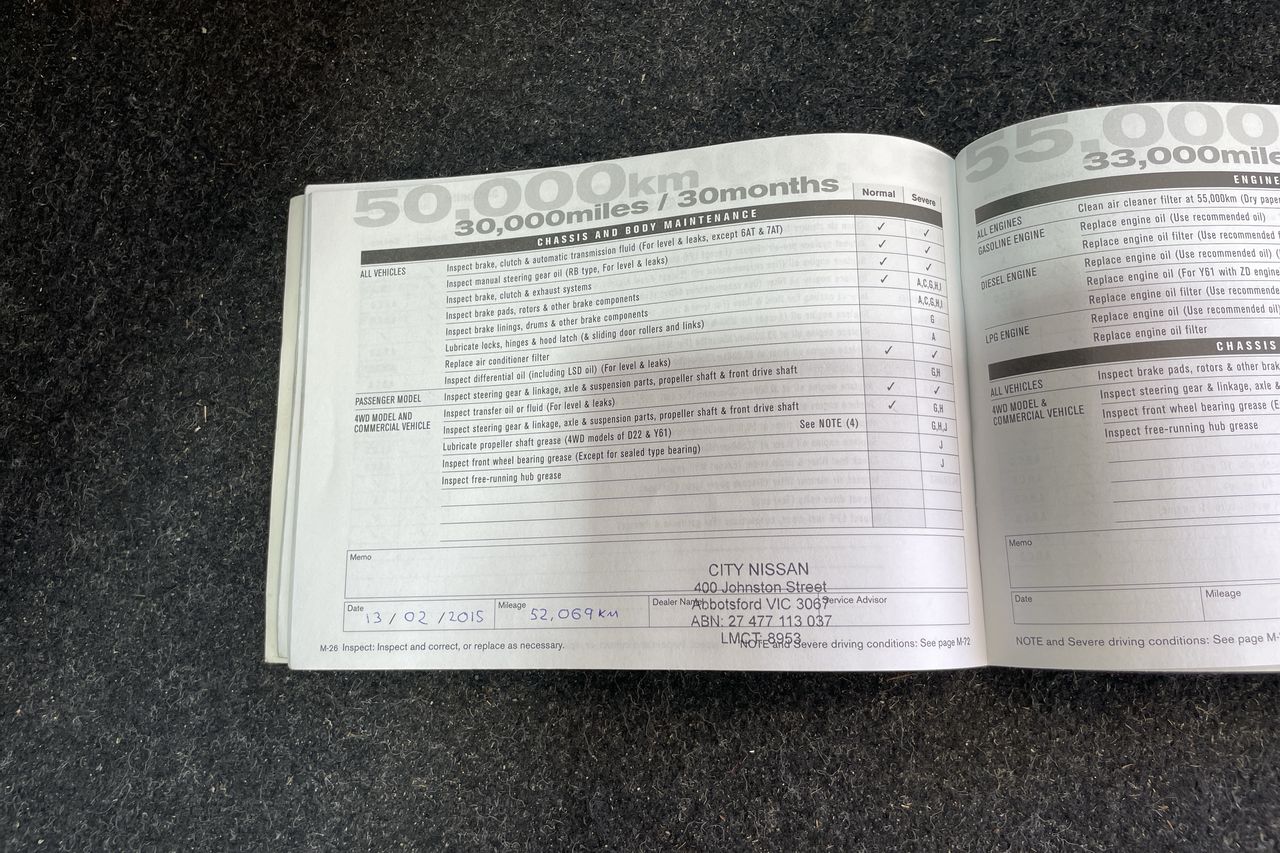 50,000km
30,000miles / 30months
Normal Severe
CHASSIS AND BODY MAINTENANCE
ALL VEHICLES Inspect brake, clutch & automatic transmission fluid (For level & leaks, except 6AT & 7AT) ✓ ✓
Inspect manual steering gear oil (RB type, For level & leaks) ✓ ✓
Inspect brake, clutch & exhaust systems ✓ ✓
Inspect brake pads, rotors & other brake components ✓ A,C,G,H,I
Inspect brake linings, drums & other brake components A,C,G,H,I
Lubricate locks, hinges & hood latch (& sliding door rollers and links) G
Replace air conditioner filter A
Inspect differential oil (including LSD oil) (For level & leaks) ✓ ✓
PASSENGER MODEL Inspect steering gear & linkage, axle & suspension parts, propeller shaft & front drive shaft G,H
4WD MODEL AND COMMERCIAL VEHICLE Inspect transfer oil or fluid (For level & leaks) ✓ ✓
Inspect steering gear & linkage, axle & suspension parts, propeller shaft & front drive shaft ✓ G,H
Lubricate propeller shaft grease (4WD models of D22 & Y61) See NOTE (4) G,H,J
Inspect front wheel bearing grease (Except for sealed type bearing) J
Inspect free-running hub grease J
Memo
CITY NISSAN
400 Johnston Street
Abbotsford VIC 3067
ABN: 27 477 113 037
LMCT 8953
Date 13/02/2015 Mileage 52,069KM Dealer Name Service Advisor
M-26 Inspect: Inspect and correct, or replace as necessary. NOTE and Severe driving conditions: See page M-72
55,000
33,000mile
ENGINE
ALL ENGINES Clean air cleaner filter at 55,000km (Dry pape
GASOLINE ENGINE Replace engine oil (Use recommended oil)
Replace engine oil filter (Use recommended
DIESEL ENGINE Replace engine oil (Use recommended oil) (
Replace engine oil (For Y61 with ZD engine
Replace engine oil filter (Use recommende
LPG ENGINE Replace engine oil (Use recommended oil
Replace engine oil filter
CHASSIS
ALL VEHICLES Inspect brake pads, rotors & other brak
4WD MODEL & COMMERCIAL VEHICLE Inspect steering gear & linkage, axle &
Inspect front wheel bearing grease (E
Inspect free-running hub grease
Memo
Date Mileage
NOTE and Severe driving conditions: See page M-